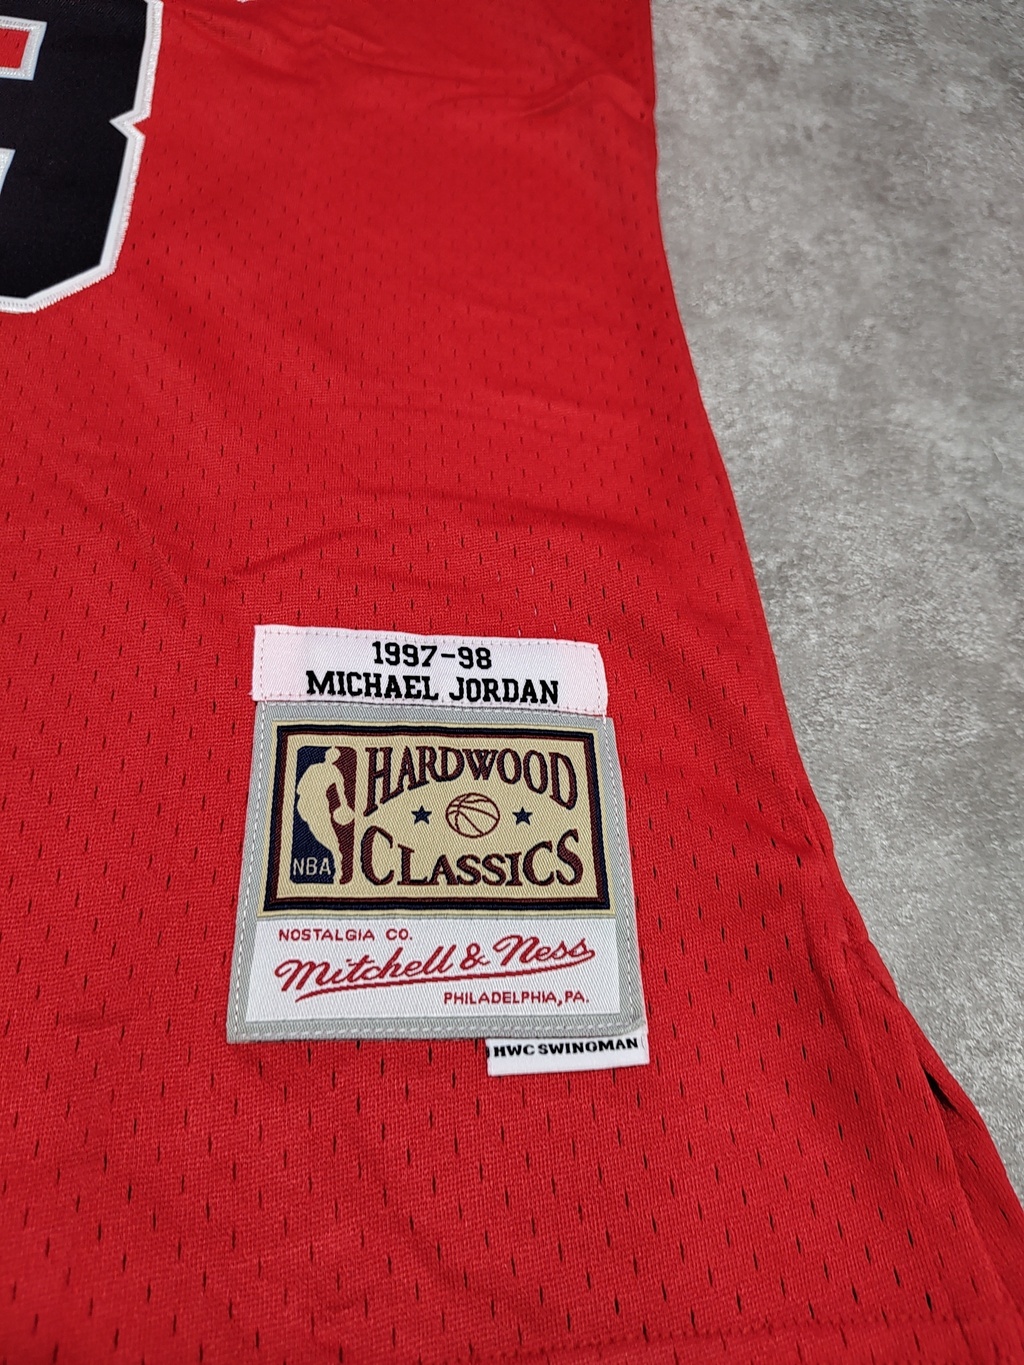 1997-98
MICHAEL JORDAN
HARDWOOD
CLASSICS
NBA
NOSTALGIA CO.
Mitchell & Ness
PHILADELPHIA, PA.
HWC SWINGMAN